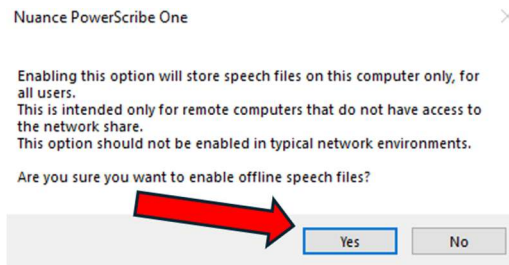 Nuance PowerScribe One
Enabling this option will store speech files on this computer only, for
all users.
This is intended only for remote computers that do not have access to
the network share.
This option should not be enabled in typical network environments.
Are you sure you want to enable offline speech files?
Yes
No